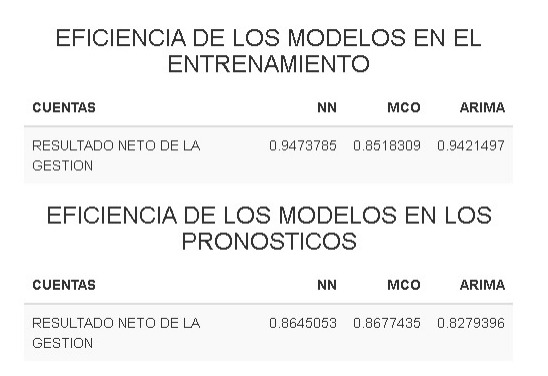 EFICIENCIA DE LOS MODELOS EN EL
ENTRENAMIENTO
CUENTAS NN MCO ARIMA
RESULTADO NETO DE LA 0.9473785 0.8518309 0.9421497
GESTION
EFICIENCIA DE LOS MODELOS EN LOS
PRONOSTICOS
CUENTAS NN MCO ARIMA
RESULTADO NETO DE LA 0.8645053 0.8677435 0.8279396
GESTION